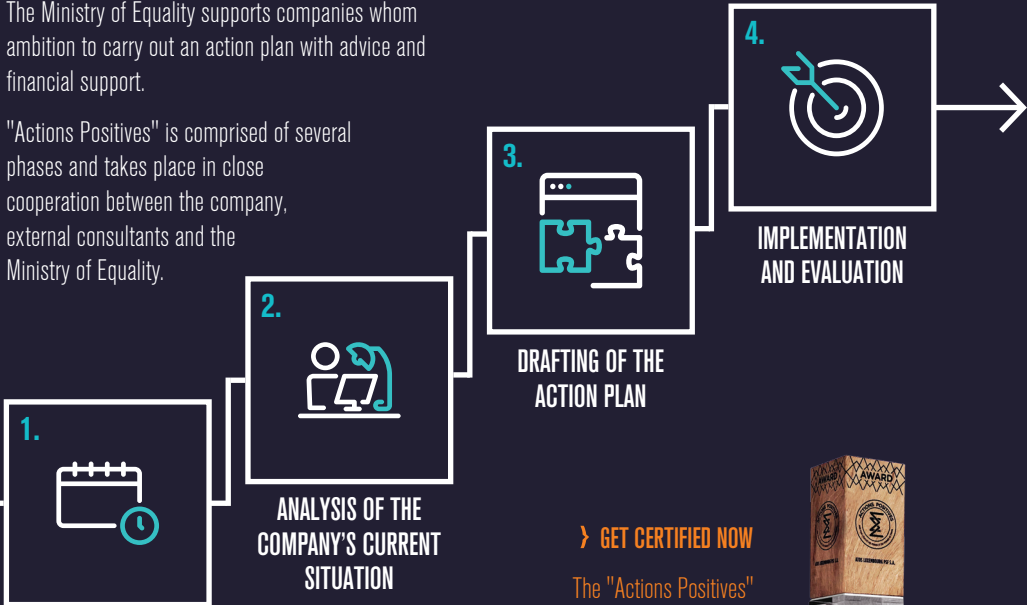 The Ministry of Equality supports companies whom
ambition to carry out an action plan with advice and
financial support.
"Actions Positives" is comprised of several
phases and takes place in close
cooperation between the company,
external consultants and the
Ministry of Equality.
1.
2.
ANALYSIS OF THE
COMPANY'S CURRENT
SITUATION
3.
DRAFTING OF THE
ACTION PLAN
4.
IMPLEMENTATION
AND EVALUATION
} GET CERTIFIED NOW
The "Actions Positives"
AWARD
AWARD
ACTIONS POSITIVES